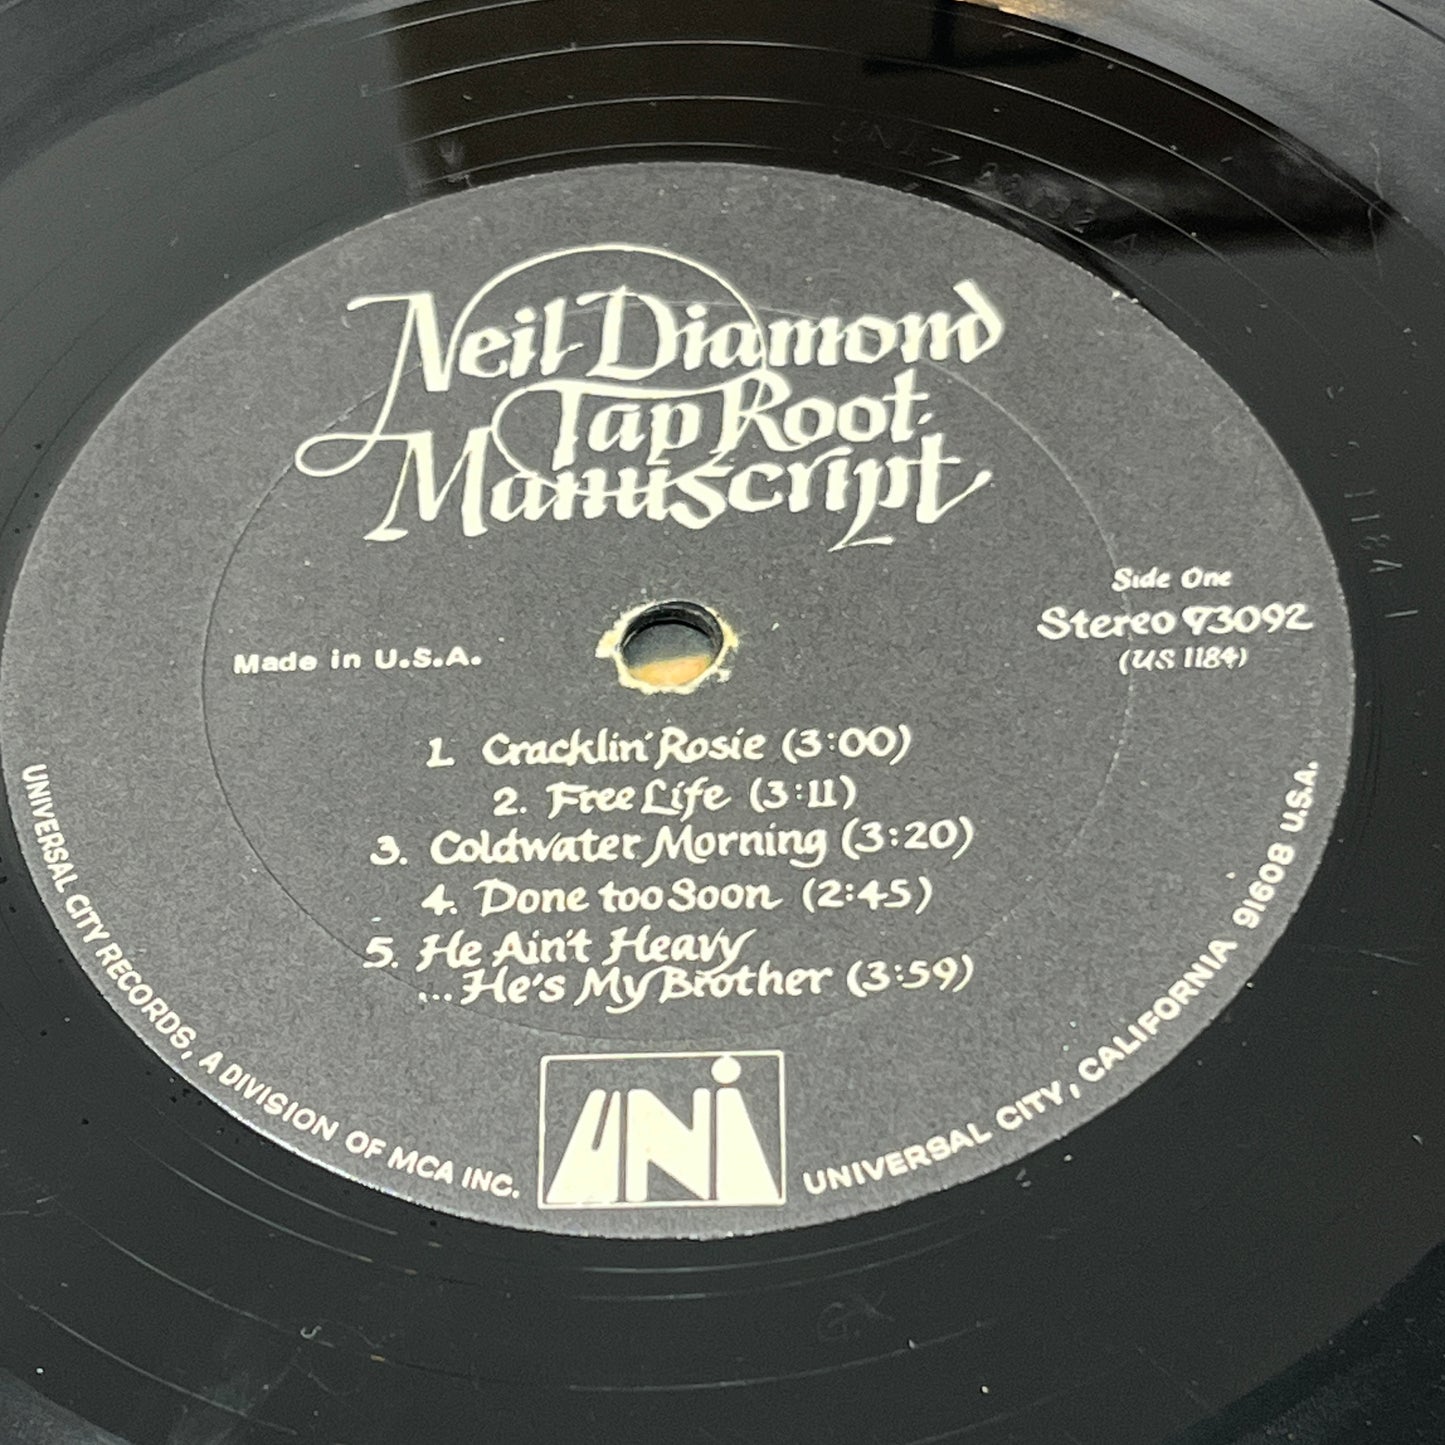 Neil Diamond
Tap Root
Manuscript
Side One
Stereo 73092
(US 1184)
Made in U.S.A.
1. Cracklin' Rosie (3:00)
2. Free Life (3:11)
3. Coldwater Morning (3:20)
4. Done too Soon (2:45)
5. He Ain't Heavy
...He's My Brother (3:59)
UNIVERSAL CITY RECORDS, A DIVISION OF MCA INC.
UNI
UNIVERSAL CITY, CALIFORNIA 91608 U.S.A.
1184-1